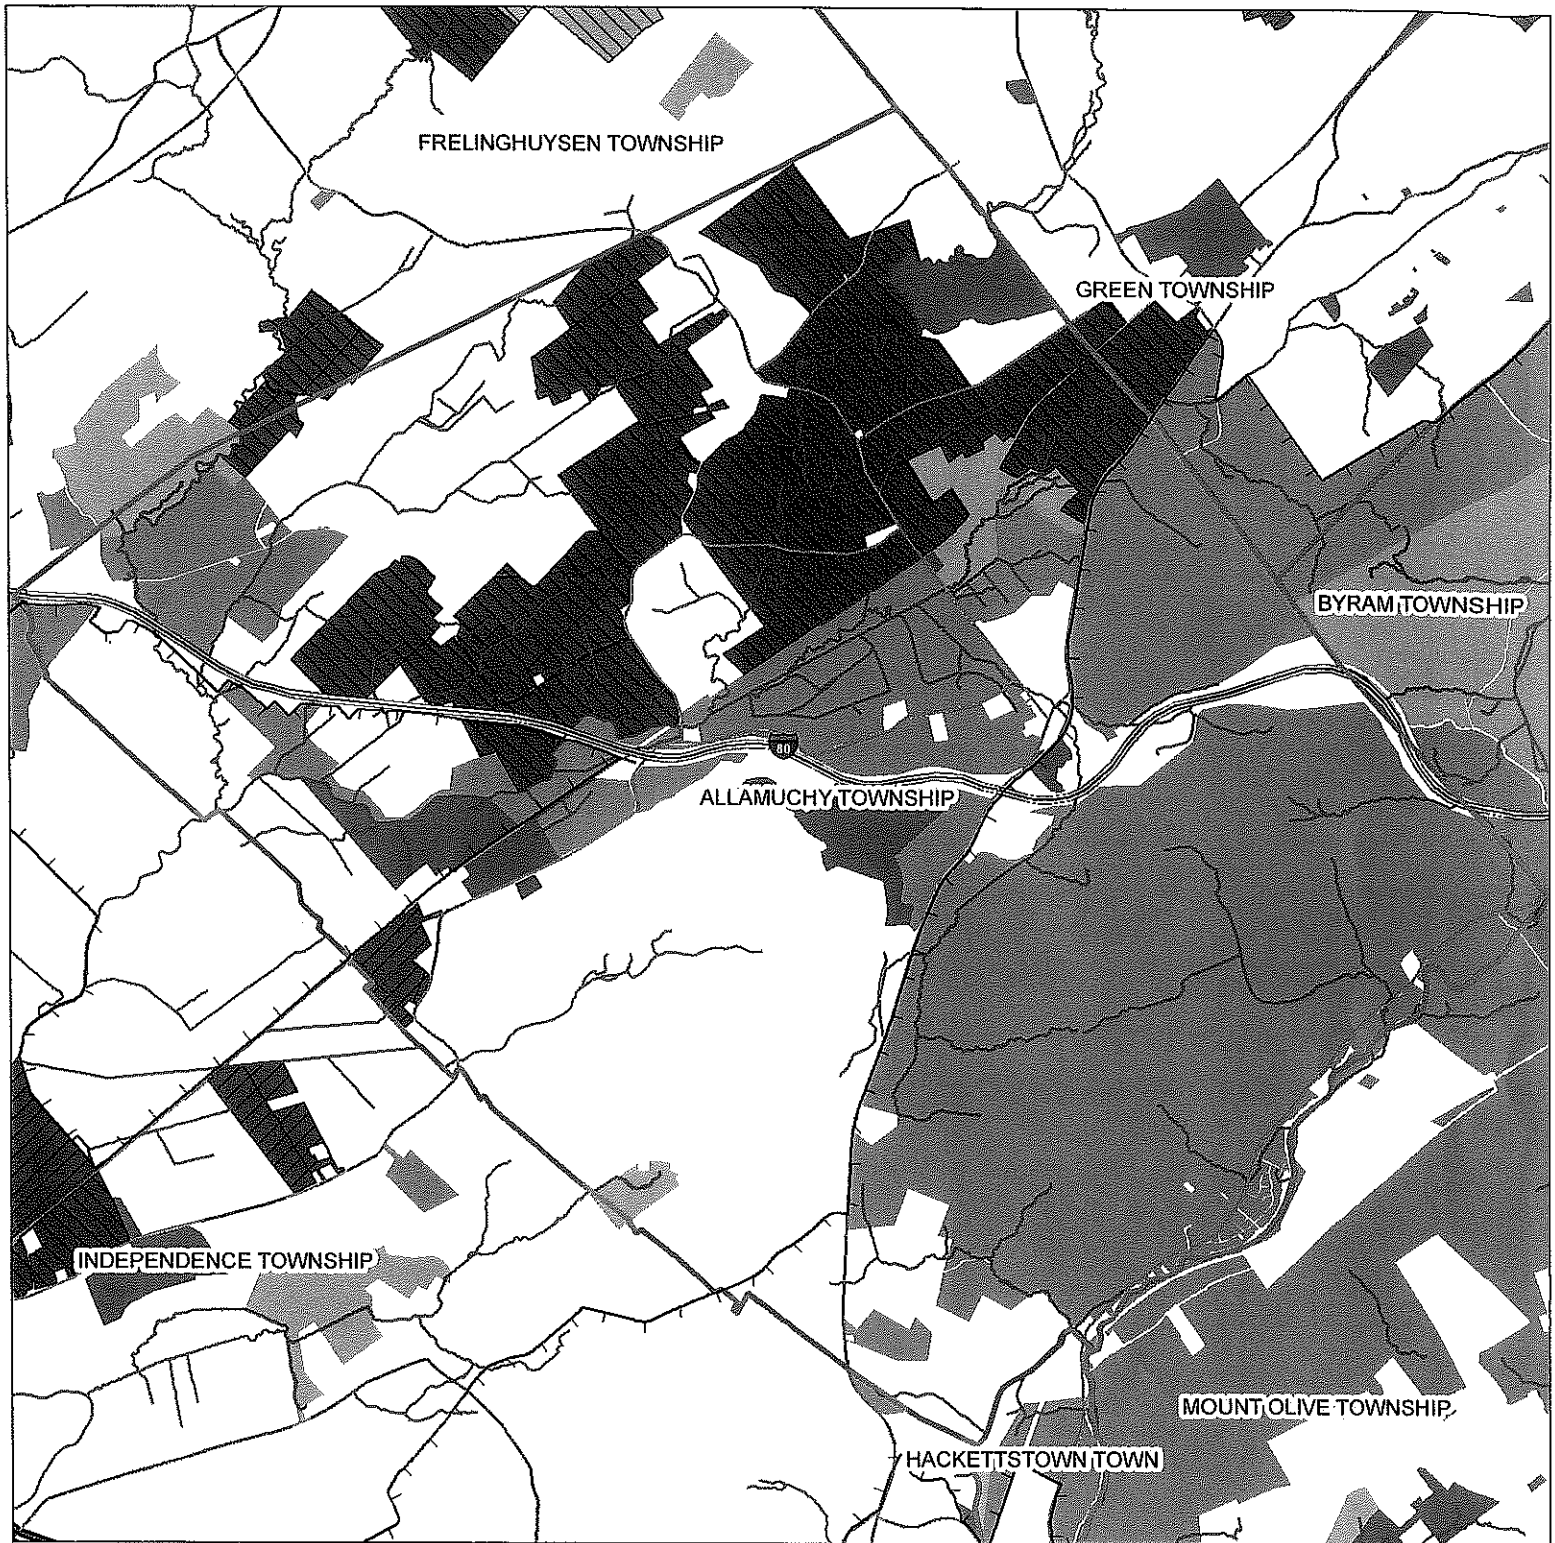 FRELINGHUYSEN TOWNSHIP
GREEN TOWNSHIP
BYRAM TOWNSHIP
80
ALLAMUCHY TOWNSHIP
INDEPENDENCE TOWNSHIP
MOUNT OLIVE TOWNSHIP
HACKETTSTOWN TOWN